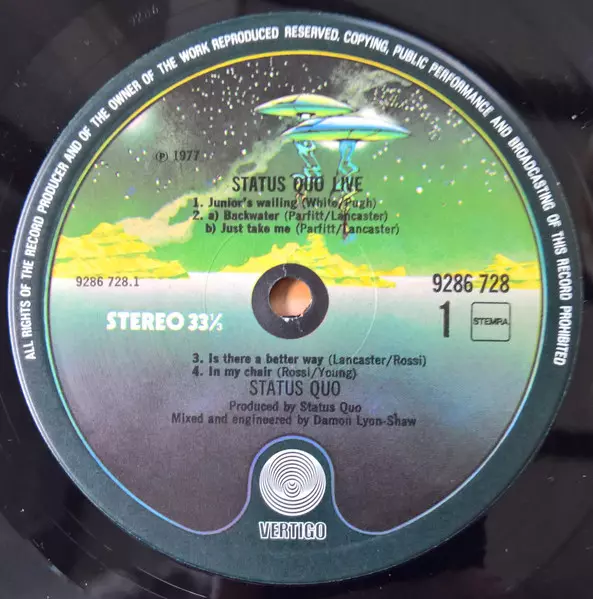 ALL RIGHTS OF THE RECORD PRODUCER AND OF THE OWNER OF THE WORK REPRODUCED RESERVED. COPYING, PUBLIC PERFORMANCE AND BROADCASTING OF THIS RECORD PROHIBITED
℗ 1977
STATUS QUO LIVE
1. Junior's wailing (White/Pugh)
2. a) Backwater (Parfitt/Lancaster)
b) Just take me (Parfitt/Lancaster)
9286 728.1
9286 728
STEREO 33⅓
1
STEMRA
3. Is there a better way (Lancaster/Rossi)
4. In my chair (Rossi/Young)
STATUS QUO
Produced by Status Quo
Mixed and engineered by Damon Lyon-Shaw
VERTIGO